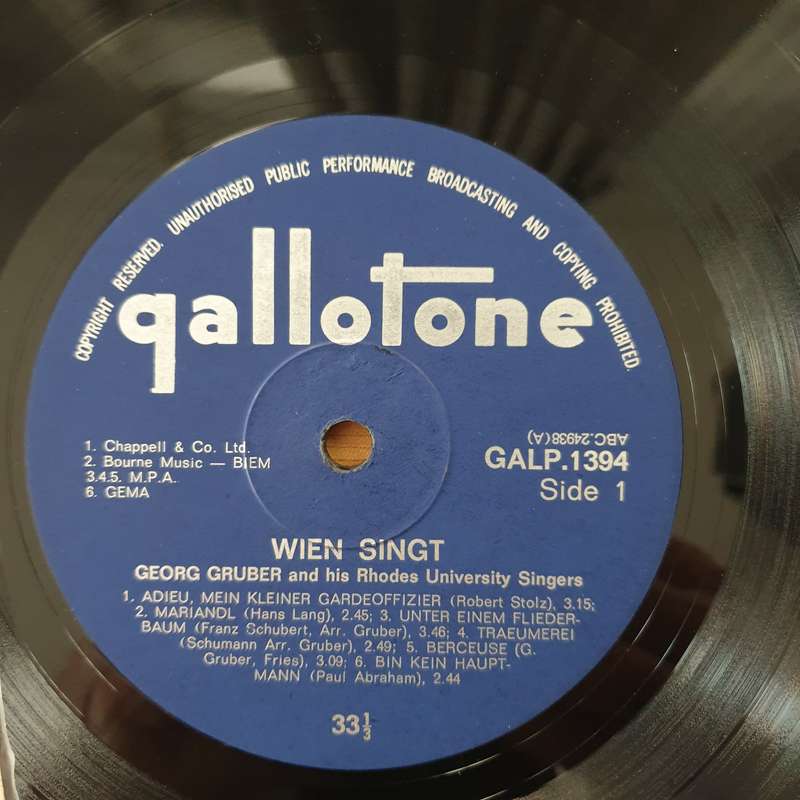 COPYRIGHT RESERVED. UNAUTHORISED PUBLIC PERFORMANCE BROADCASTING AND COPYING PROHIBITED.
gallotone
1. Chappell & Co. Ltd.
2. Bourne Music — BIEM
3.4.5. M.P.A.
6. GEMA
ABC.24938(A)
GALP.1394
Side 1
WIEN SINGT
GEORG GRUBER and his Rhodes University Singers
1. ADIEU, MEIN KLEINER GARDEOFFIZIER (Robert Stolz), 3.15;
2. MARIANDL (Hans Lang), 2.45; 3. UNTER EINEM FLIEDER-
BAUM (Franz Schubert, Arr. Gruber), 3.46; 4. TRAEUMEREI
(Schumann Arr. Gruber), 2.49; 5. BERCEUSE (G.
Gruber, Fries), 3.09; 6. BIN KEIN HAUPT-
MANN (Paul Abraham), 2.44
33⅓